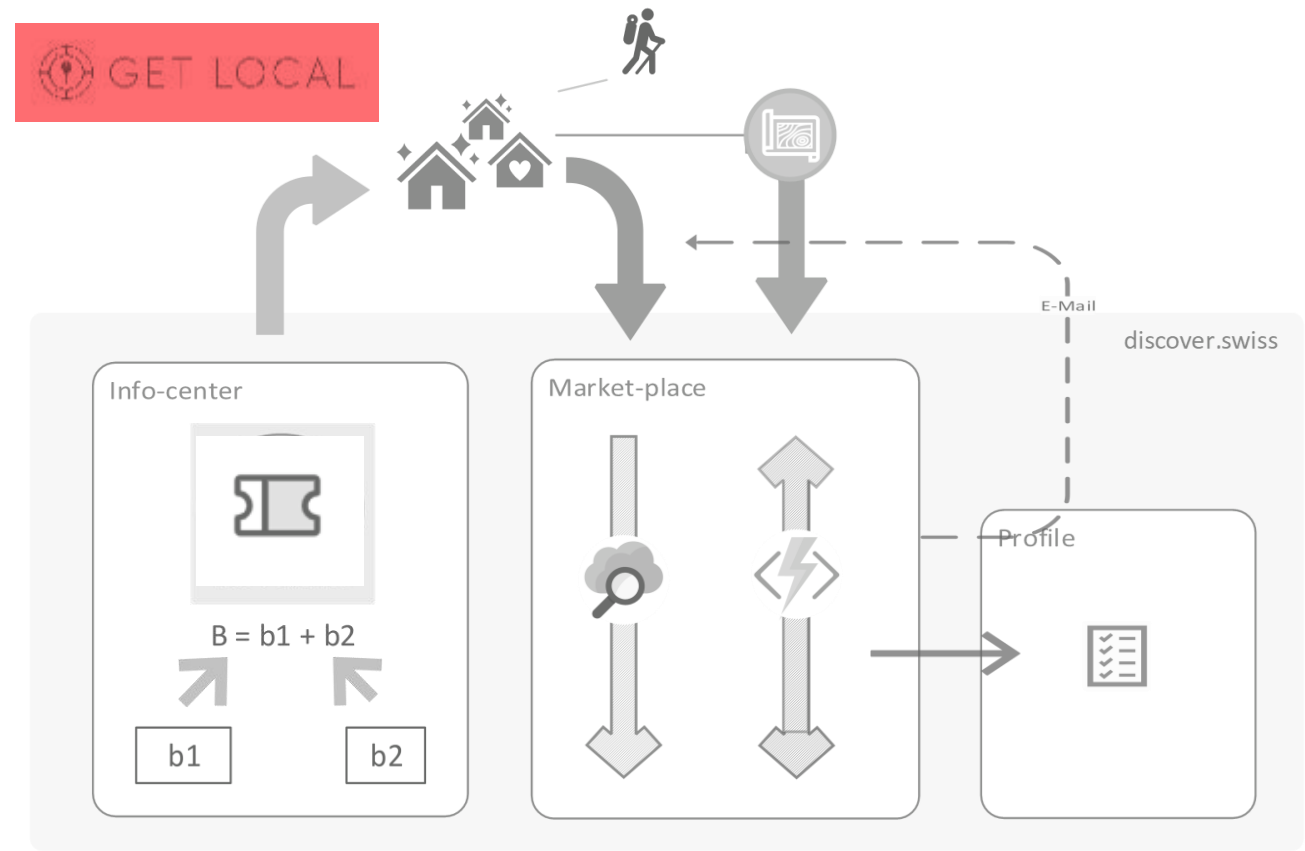 GET LOCAL
E-Mail
discover.swiss
Info-center
Market-place
Profile
B = b1 + b2
b1
b2